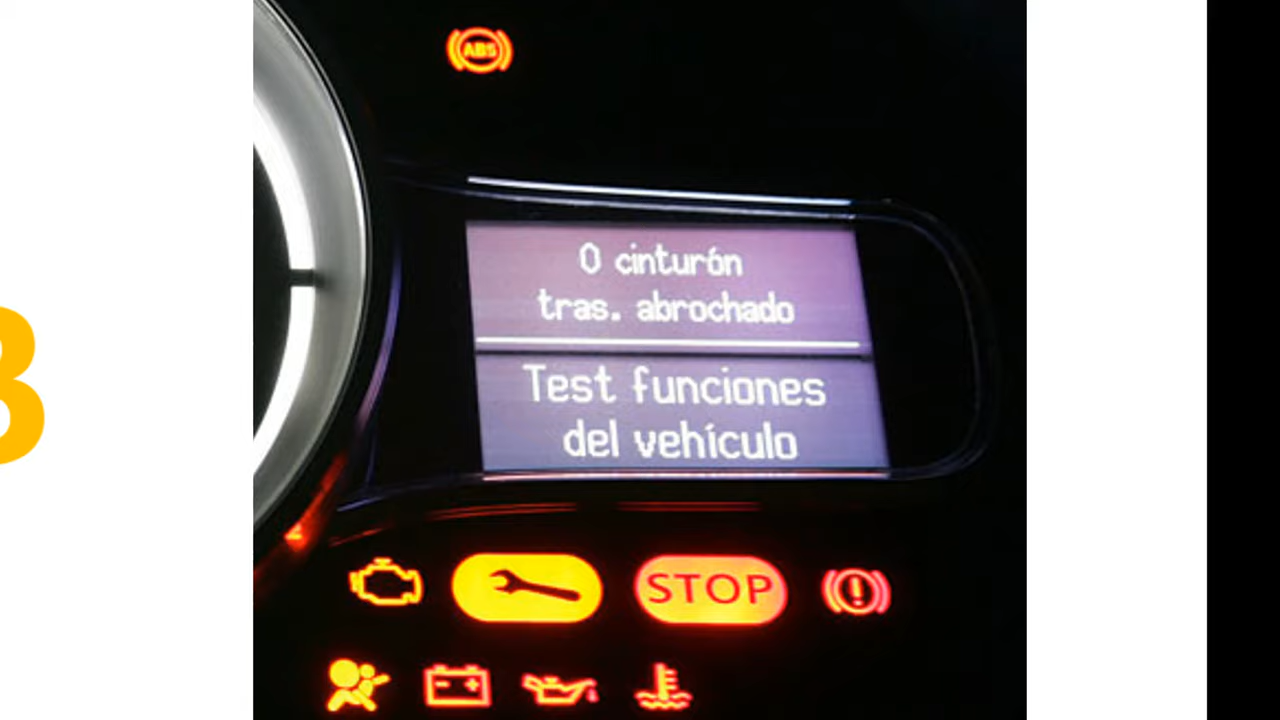 ABS
0 cinturón
tras. abrochado
Test funciones
del vehículo
STOP